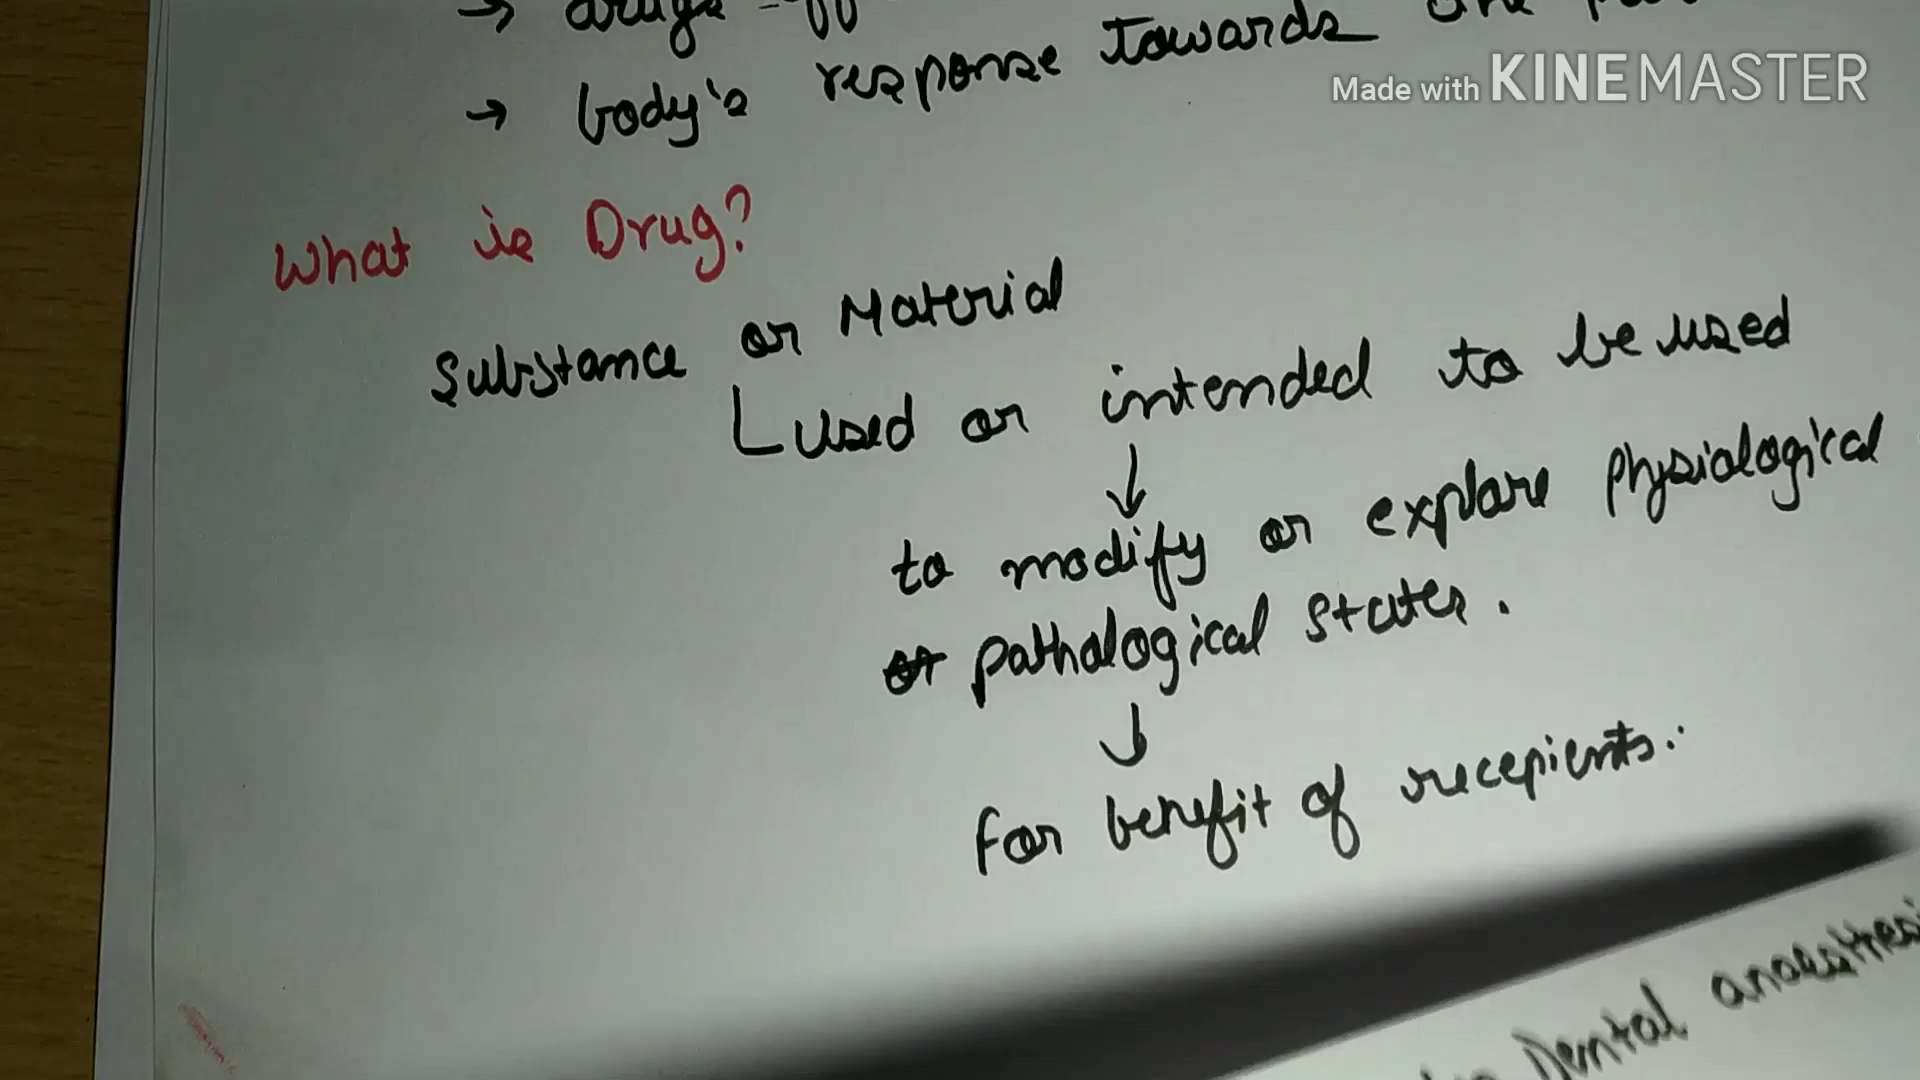 → drugs
→ body's response towards
Made with KINEMASTER
What is Drug?
Substance or Material
used or intended to be used
↓
to modify or explore physiological
or pathological states.
↓
For benefit of recepients.
Dental